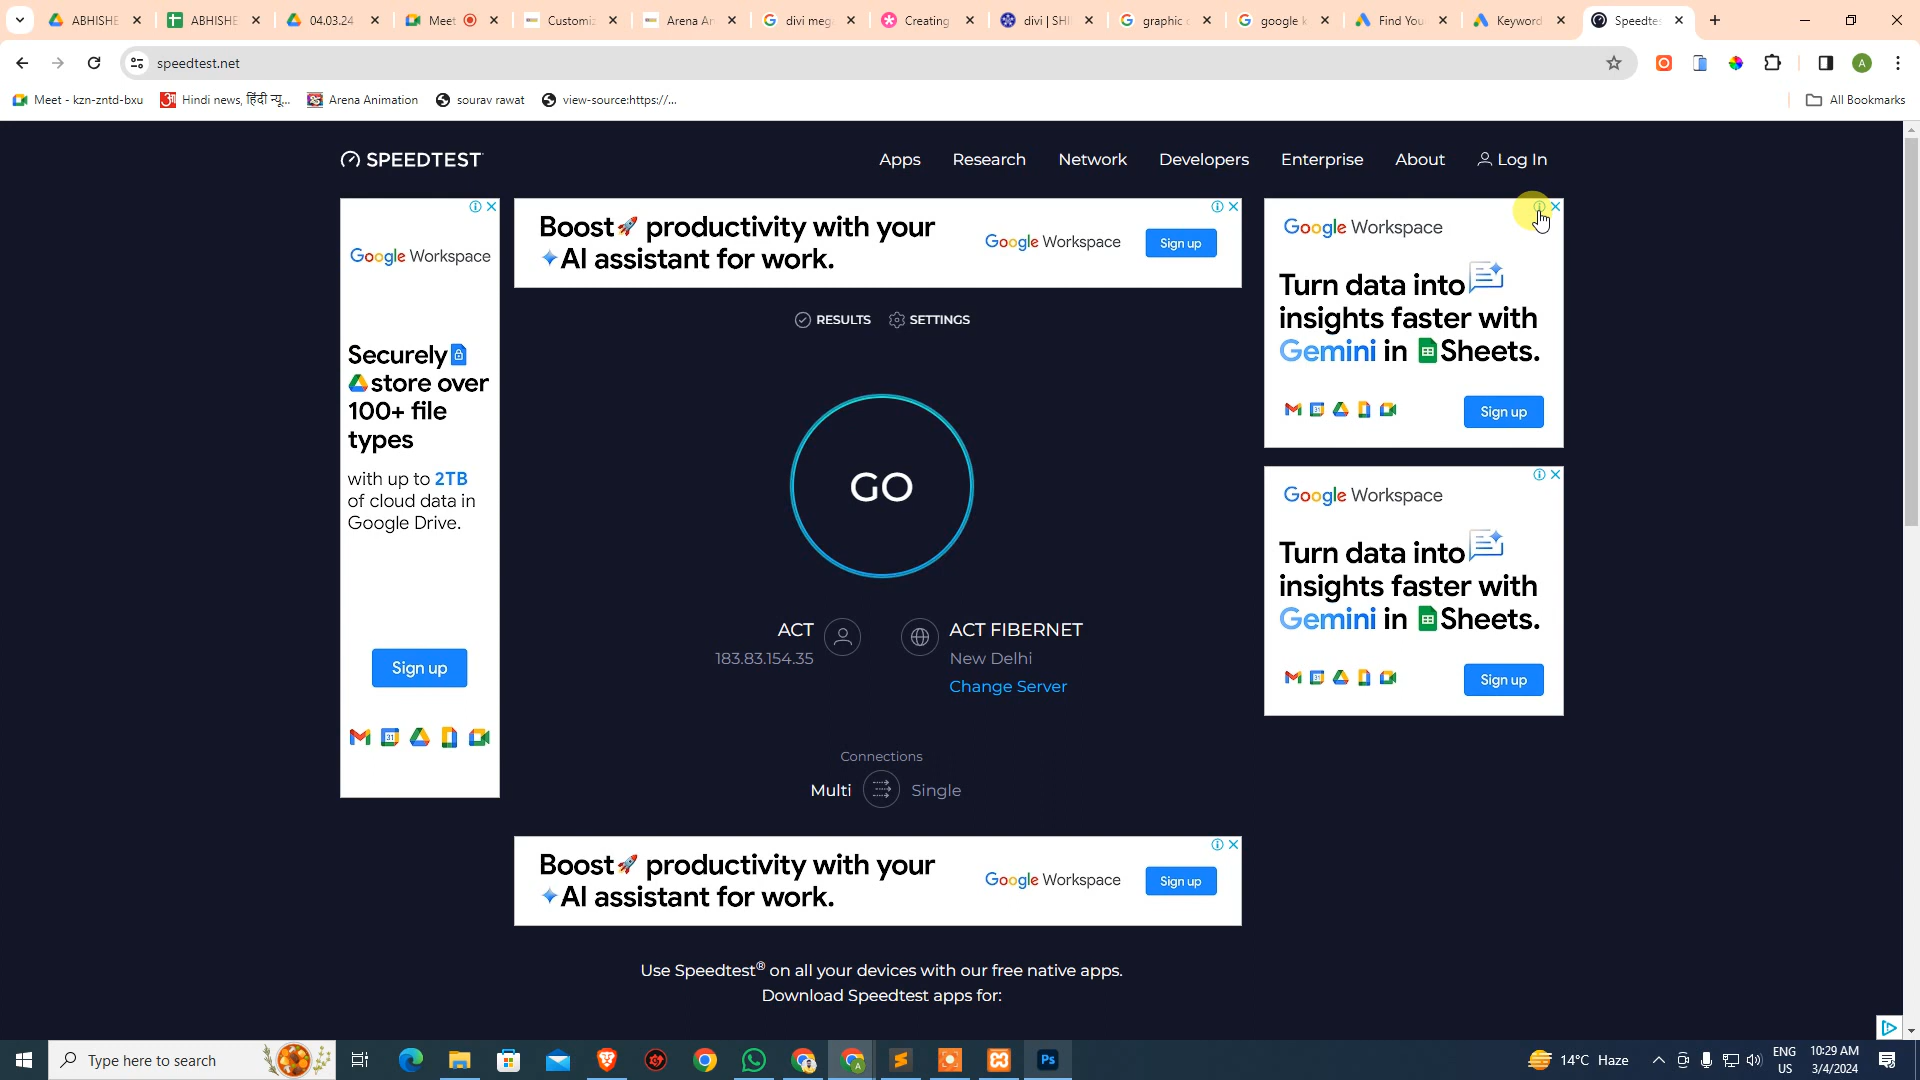 ABHISHE
ABHISHE
04.03.24
Meet
Customiz
Arena An
divi meg
Creating
divi | SHI
graphic
google k
Find You
Keyword
Speedtes
speedtest.net
Meet - kzn-zntd-bxu
Hindi news, हिंदी न्यू...
Arena Animation
sourav rawat
view-source:https://...
All Bookmarks
SPEEDTEST
Apps
Research
Network
Developers
Enterprise
About
Log In
Google Workspace
Securely
store over
100+ file
types
with up to 2TB
of cloud data in
Google Drive.
Sign up
Boost🚀 productivity with your
AI assistant for work.
Google Workspace
Sign up
Google Workspace
Turn data into
insights faster with
Gemini in Sheets.
Sign up
RESULTS
SETTINGS
GO
ACT
183.83.154.35
ACT FIBERNET
New Delhi
Change Server
Google Workspace
Turn data into
insights faster with
Gemini in Sheets.
Sign up
Connections
Multi
Single
Boost🚀 productivity with your
AI assistant for work.
Google Workspace
Sign up
Use Speedtest® on all your devices with our free native apps.
Download Speedtest apps for:
Type here to search
Ps
14°C Haze
ENG
US
10:29 AM
3/4/2024